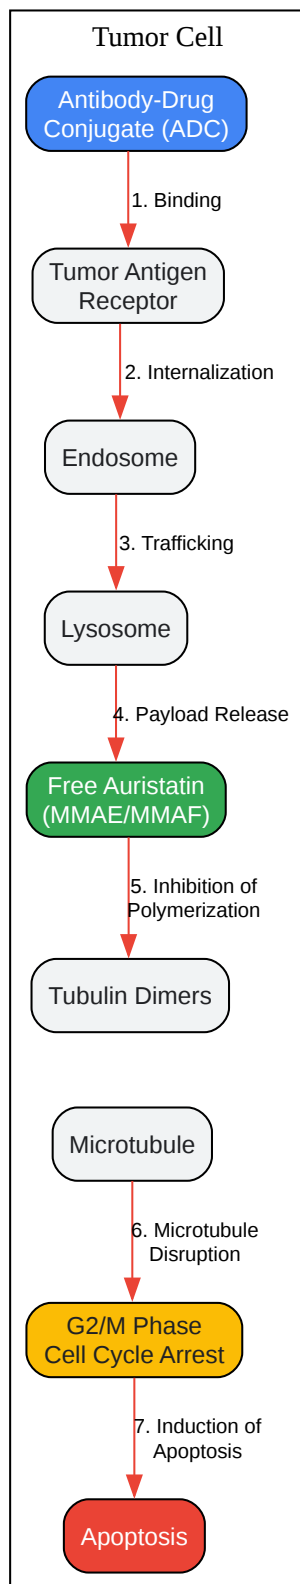 Tumor Cell
Antibody-Drug
Conjugate (ADC)
1. Binding
Tumor Antigen
Receptor
2. Internalization
Endosome
3. Trafficking
Lysosome
4. Payload Release
Free Auristatin
(MMAE/MMAF)
5. Inhibition of
Polymerization
Tubulin Dimers
Microtubule
6. Microtubule
Disruption
G2/M Phase
Cell Cycle Arrest
7. Induction of
Apoptosis
Apoptosis